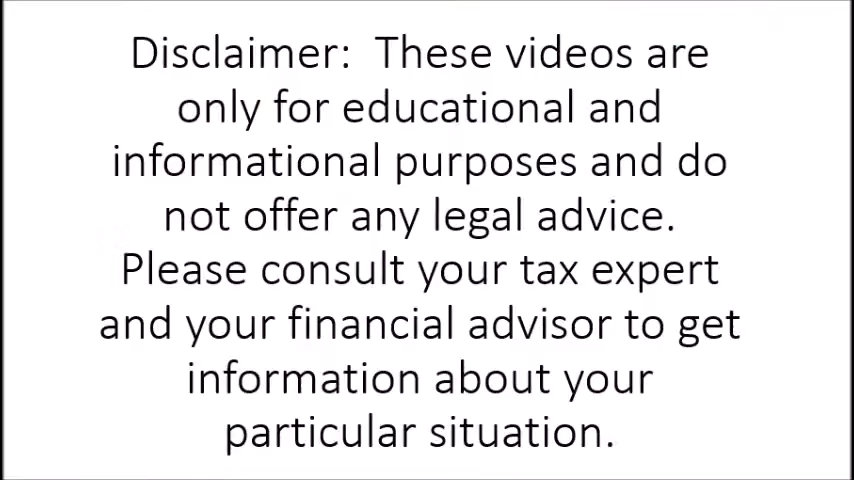 Disclaimer:  These videos are
only for educational and
informational purposes and do
not offer any legal advice.
Please consult your tax expert
and your financial advisor to get
information about your
particular situation.